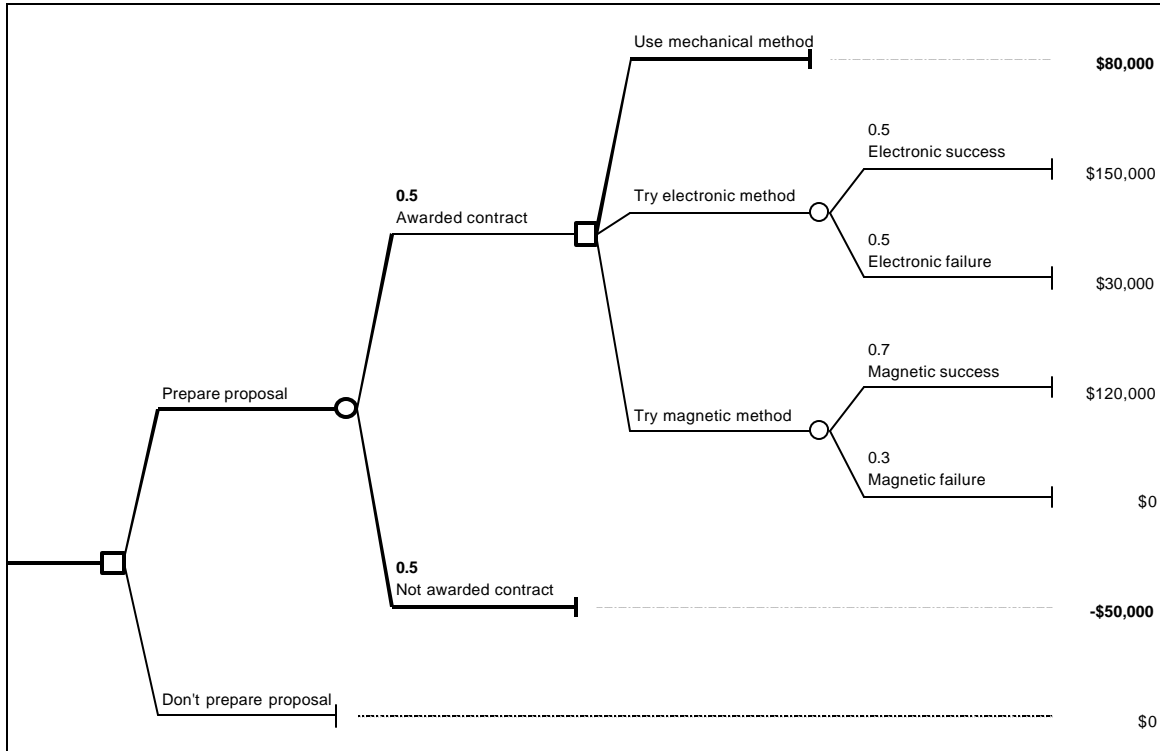 Use mechanical method
$80,000
0.5
Electronic success
$150,000
0.5
Awarded contract
Try electronic method
0.5
Electronic failure
$30,000
0.7
Magnetic success
$120,000
Prepare proposal
Try magnetic method
0.3
Magnetic failure
$0
0.5
Not awarded contract
-$50,000
Don't prepare proposal
$0